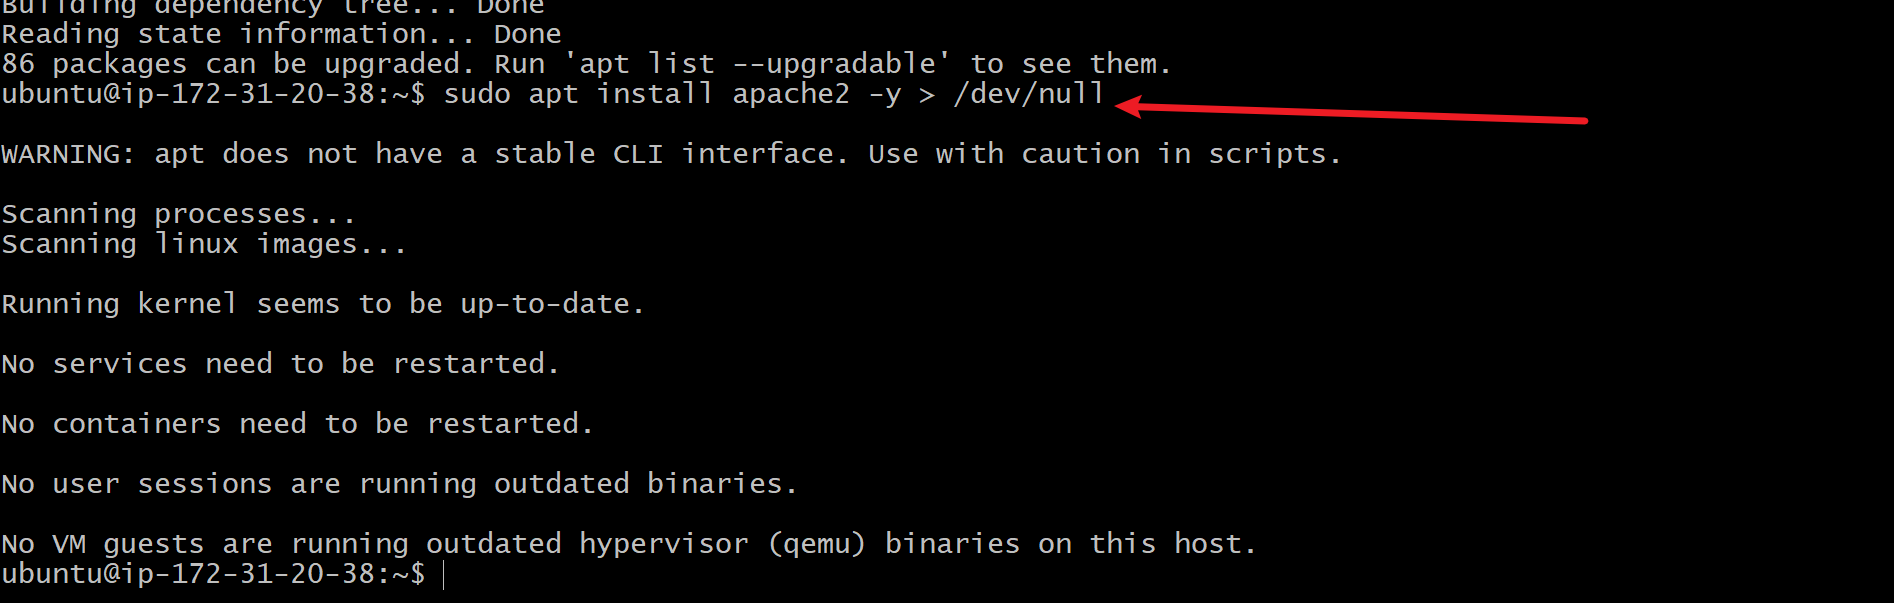 Building dependency tree... Done
Reading state information... Done
86 packages can be upgraded. Run 'apt list --upgradable' to see them.
ubuntu@ip-172-31-20-38:~$ sudo apt install apache2 -y > /dev/null
WARNING: apt does not have a stable CLI interface. Use with caution in scripts.
Scanning processes...
Scanning linux images...
Running kernel seems to be up-to-date.
No services need to be restarted.
No containers need to be restarted.
No user sessions are running outdated binaries.
No VM guests are running outdated hypervisor (qemu) binaries on this host.
ubuntu@ip-172-31-20-38:~$